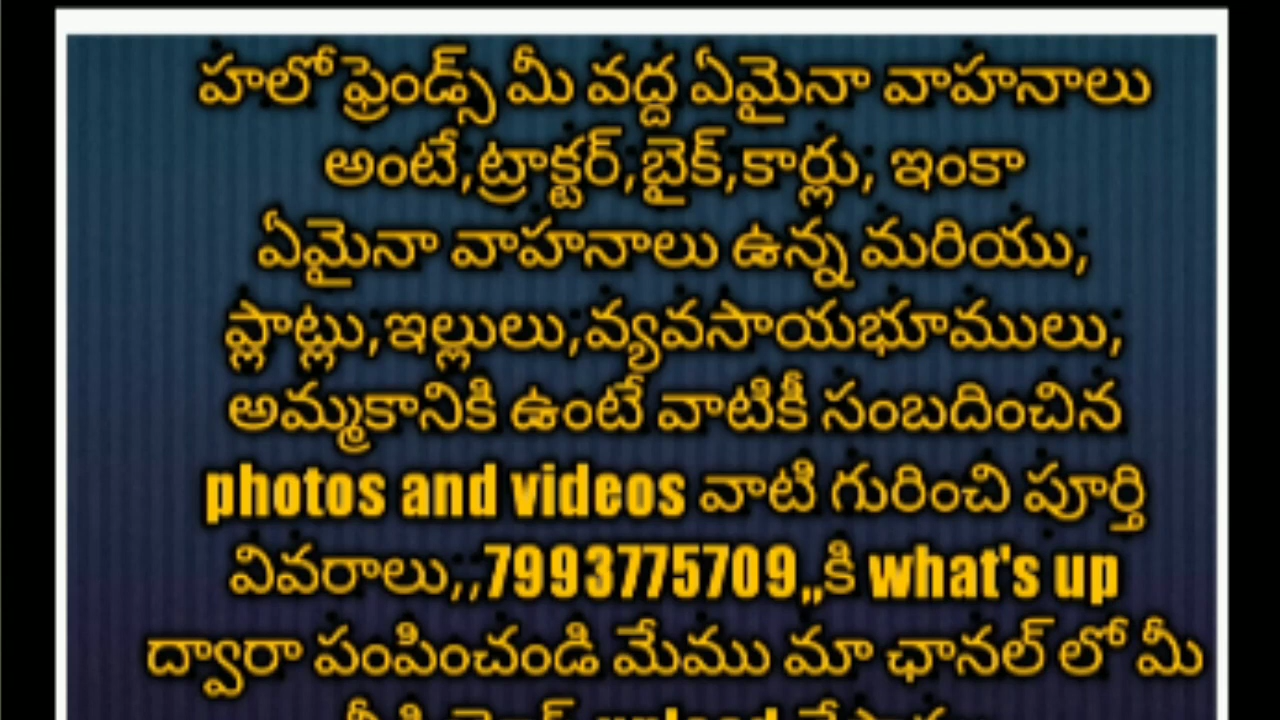 హలో ఫ్రెండ్స్ మీ వద్ద ఏమైనా వాహనాలు
అంటే,ట్రాక్టర్,బైక్,కార్లు, ఇంకా
ఏమైనా వాహనాలు ఉన్న మరియు,
ప్లాట్లు,ఇల్లులు,వ్యవసాయభూములు,
అమ్మకానికి ఉంటే వాటికీ సంబదించిన
photos and videos వాటి గురించి పూర్తి
వివరాలు,,7993775709,,కి what's up
ద్వారా పంపించండి మేము మా ఛానల్ లో మీ